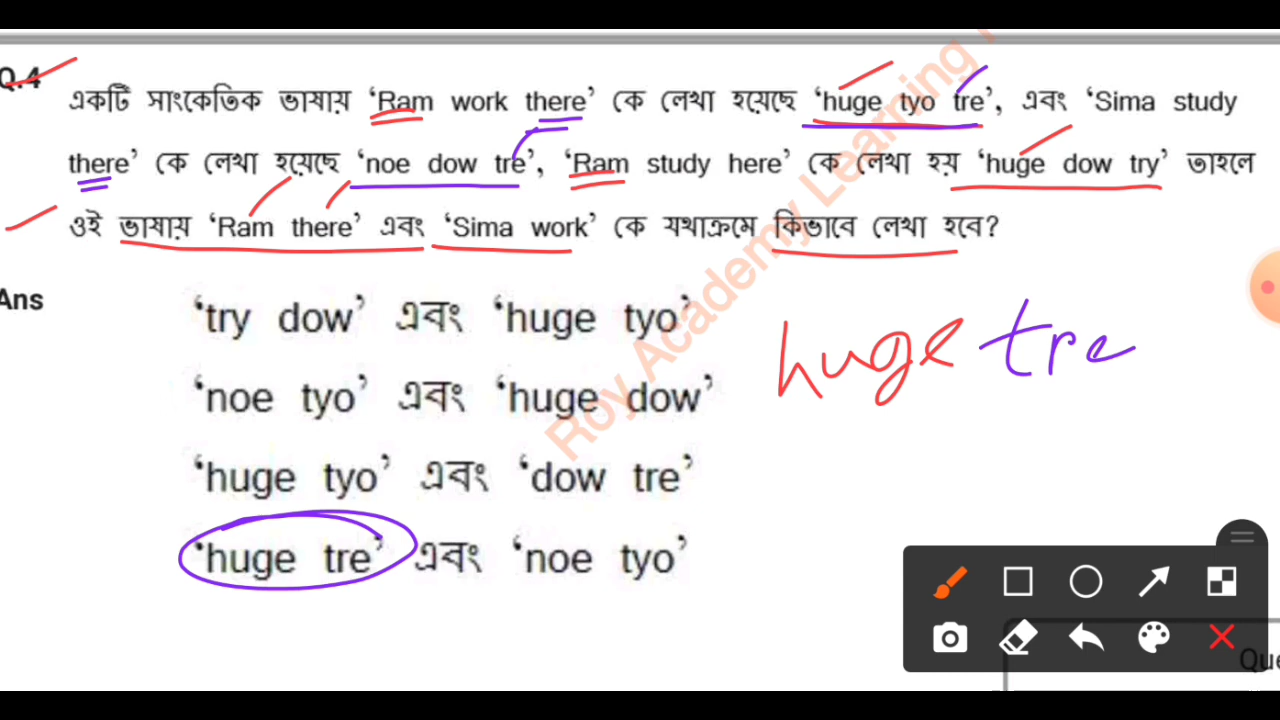 Q.4
একটি সাংকেতিক ভাষায় ‘Ram work there’ কে লেখা হয়েছে ‘huge tyo tre’, এবং ‘Sima study
there’ কে লেখা হয়েছে ‘noe dow tre’, ‘Ram study here’ কে লেখা হয় ‘huge dow try’ তাহলে
ওই ভাষায় ‘Ram there’ এবং ‘Sima work’ কে যথাক্রমে কিভাবে লেখা হবে?
Ans
‘try dow’ এবং ‘huge tyo’
‘noe tyo’ এবং ‘huge dow’
‘huge tyo’ এবং ‘dow tre’
‘huge tre’ এবং ‘noe tyo’
huge tre
Roy Academy Learning